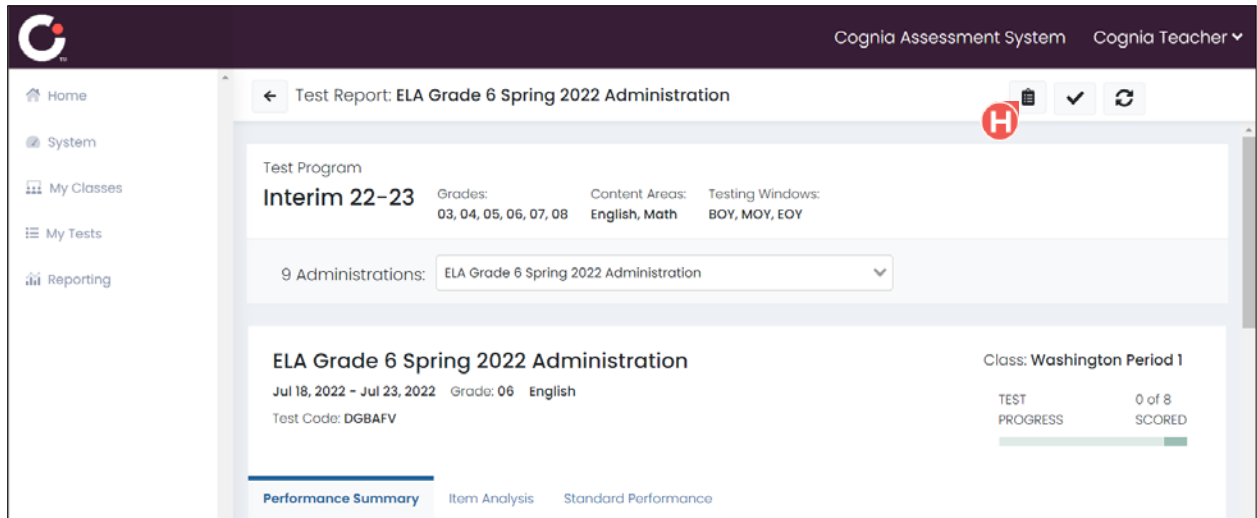 Cognia Assessment System Cognia Teacher
TM
Home
System
My Classes
My Tests
Reporting
Test Report: ELA Grade 6 Spring 2022 Administration
H
Test Program
Interim 22-23
Grades:
03, 04, 05, 06, 07, 08
Content Areas:
English, Math
Testing Windows:
BOY, MOY, EOY
9 Administrations: ELA Grade 6 Spring 2022 Administration
ELA Grade 6 Spring 2022 Administration
Jul 18, 2022 - Jul 23, 2022 Grade: 06 English
Test Code: DGBAFV
Class: Washington Period 1
TEST PROGRESS
0 of 8 SCORED
Performance Summary Item Analysis Standard Performance